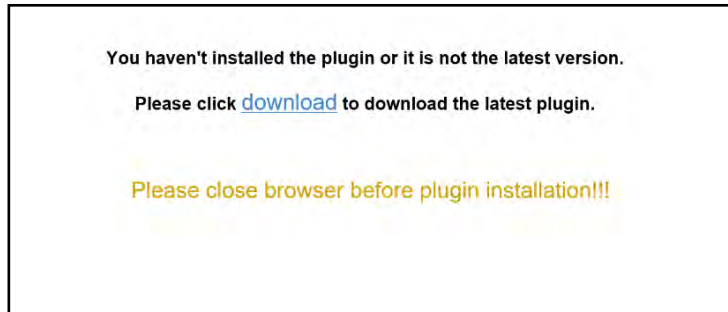 You haven't installed the plugin or it is not the latest version.
Please click download to download the latest plugin.
Please close browser before plugin installation!!!